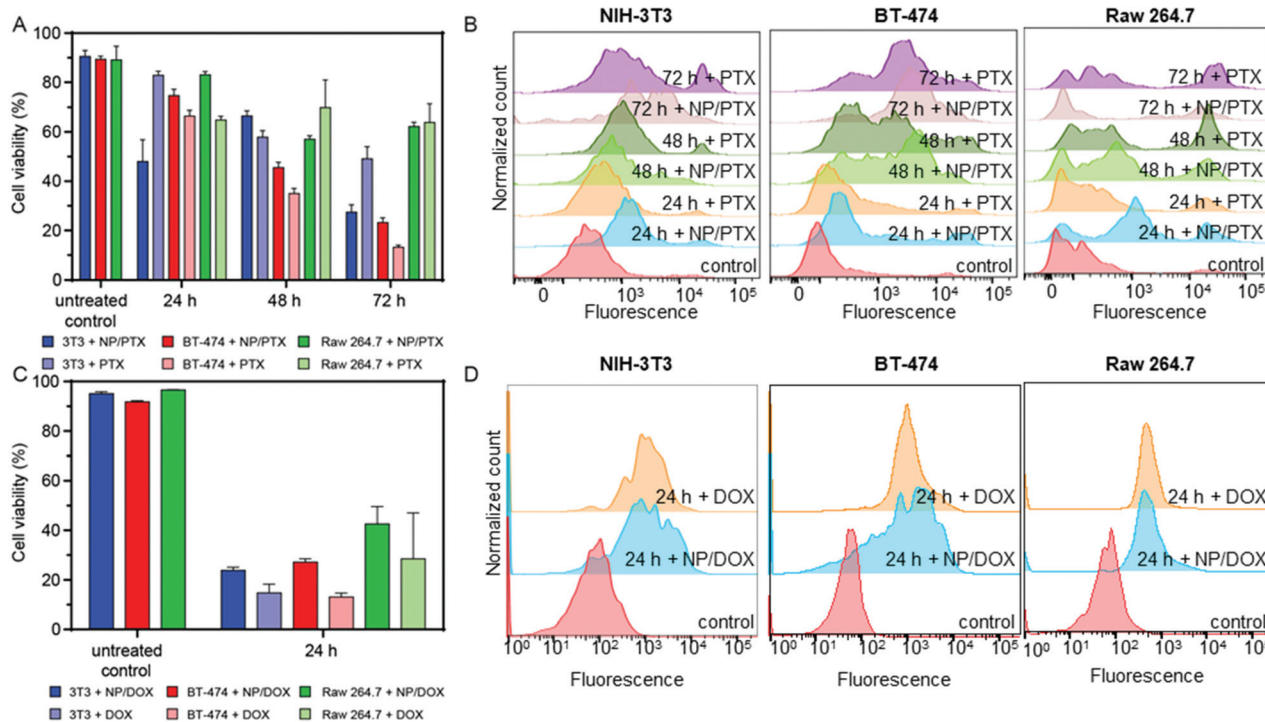 A
Cell viability (%)
100
80
60
40
20
0
untreated
control
24 h
48 h
72 h
3T3 + NP/PTX
BT-474 + NP/PTX
Raw 264.7 + NP/PTX
3T3 + PTX
BT-474 + PTX
Raw 264.7 + PTX
B
NIH-3T3
BT-474
Raw 264.7
Normalized count
72 h + PTX
72 h + NP/PTX
48 h + PTX
48 h + NP/PTX
24 h + PTX
24 h + NP/PTX
control
0
10³
10⁴
10⁵
Fluorescence
72 h + PTX
72 h + NP/PTX
48 h + PTX
48 h + NP/PTX
24 h + PTX
24 h + NP/PTX
control
0
10³
10⁴
10⁵
Fluorescence
72 h + PTX
72 h + NP/PTX
48 h + PTX
48 h + NP/PTX
24 h + PTX
24 h + NP/PTX
control
0
10³
10⁴
10⁵
Fluorescence
C
Cell viability (%)
100
80
60
40
20
0
untreated
control
24 h
3T3 + NP/DOX
BT-474 + NP/DOX
Raw 264.7 + NP/DOX
3T3 + DOX
BT-474 + DOX
Raw 264.7 + DOX
D
NIH-3T3
BT-474
Raw 264.7
Normalized count
24 h + DOX
24 h + NP/DOX
control
10⁰
10¹
10²
10³
10⁴
10⁵
Fluorescence
24 h + DOX
24 h + NP/DOX
control
10⁰
10¹
10²
10³
10⁴
10⁵
Fluorescence
24 h + DOX
24 h + NP/DOX
control
10⁰
10¹
10²
10³
10⁴
10⁵
Fluorescence